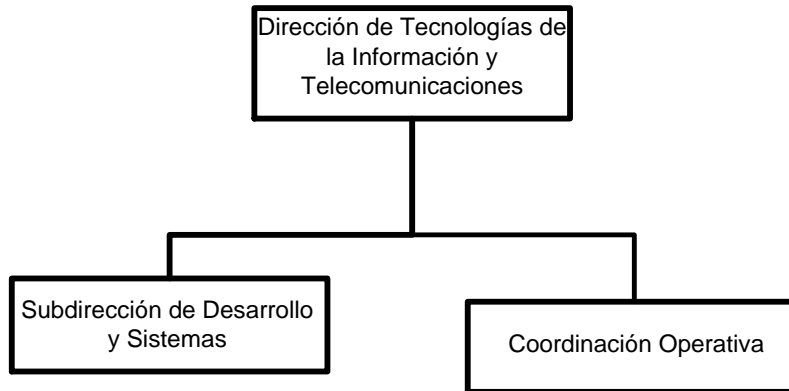 Dirección de Tecnologías de
la Información y
Telecomunicaciones
Subdirección de Desarrollo
y Sistemas
Coordinación Operativa